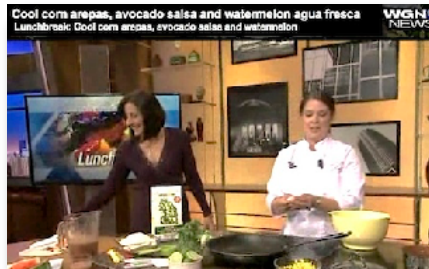 Cool corn arepas, avocado salsa and watermelon agua fresca
Lunchbreak: Cool corn arepas, avocado salsa and watermelon
WGN
NEWS
Lunch